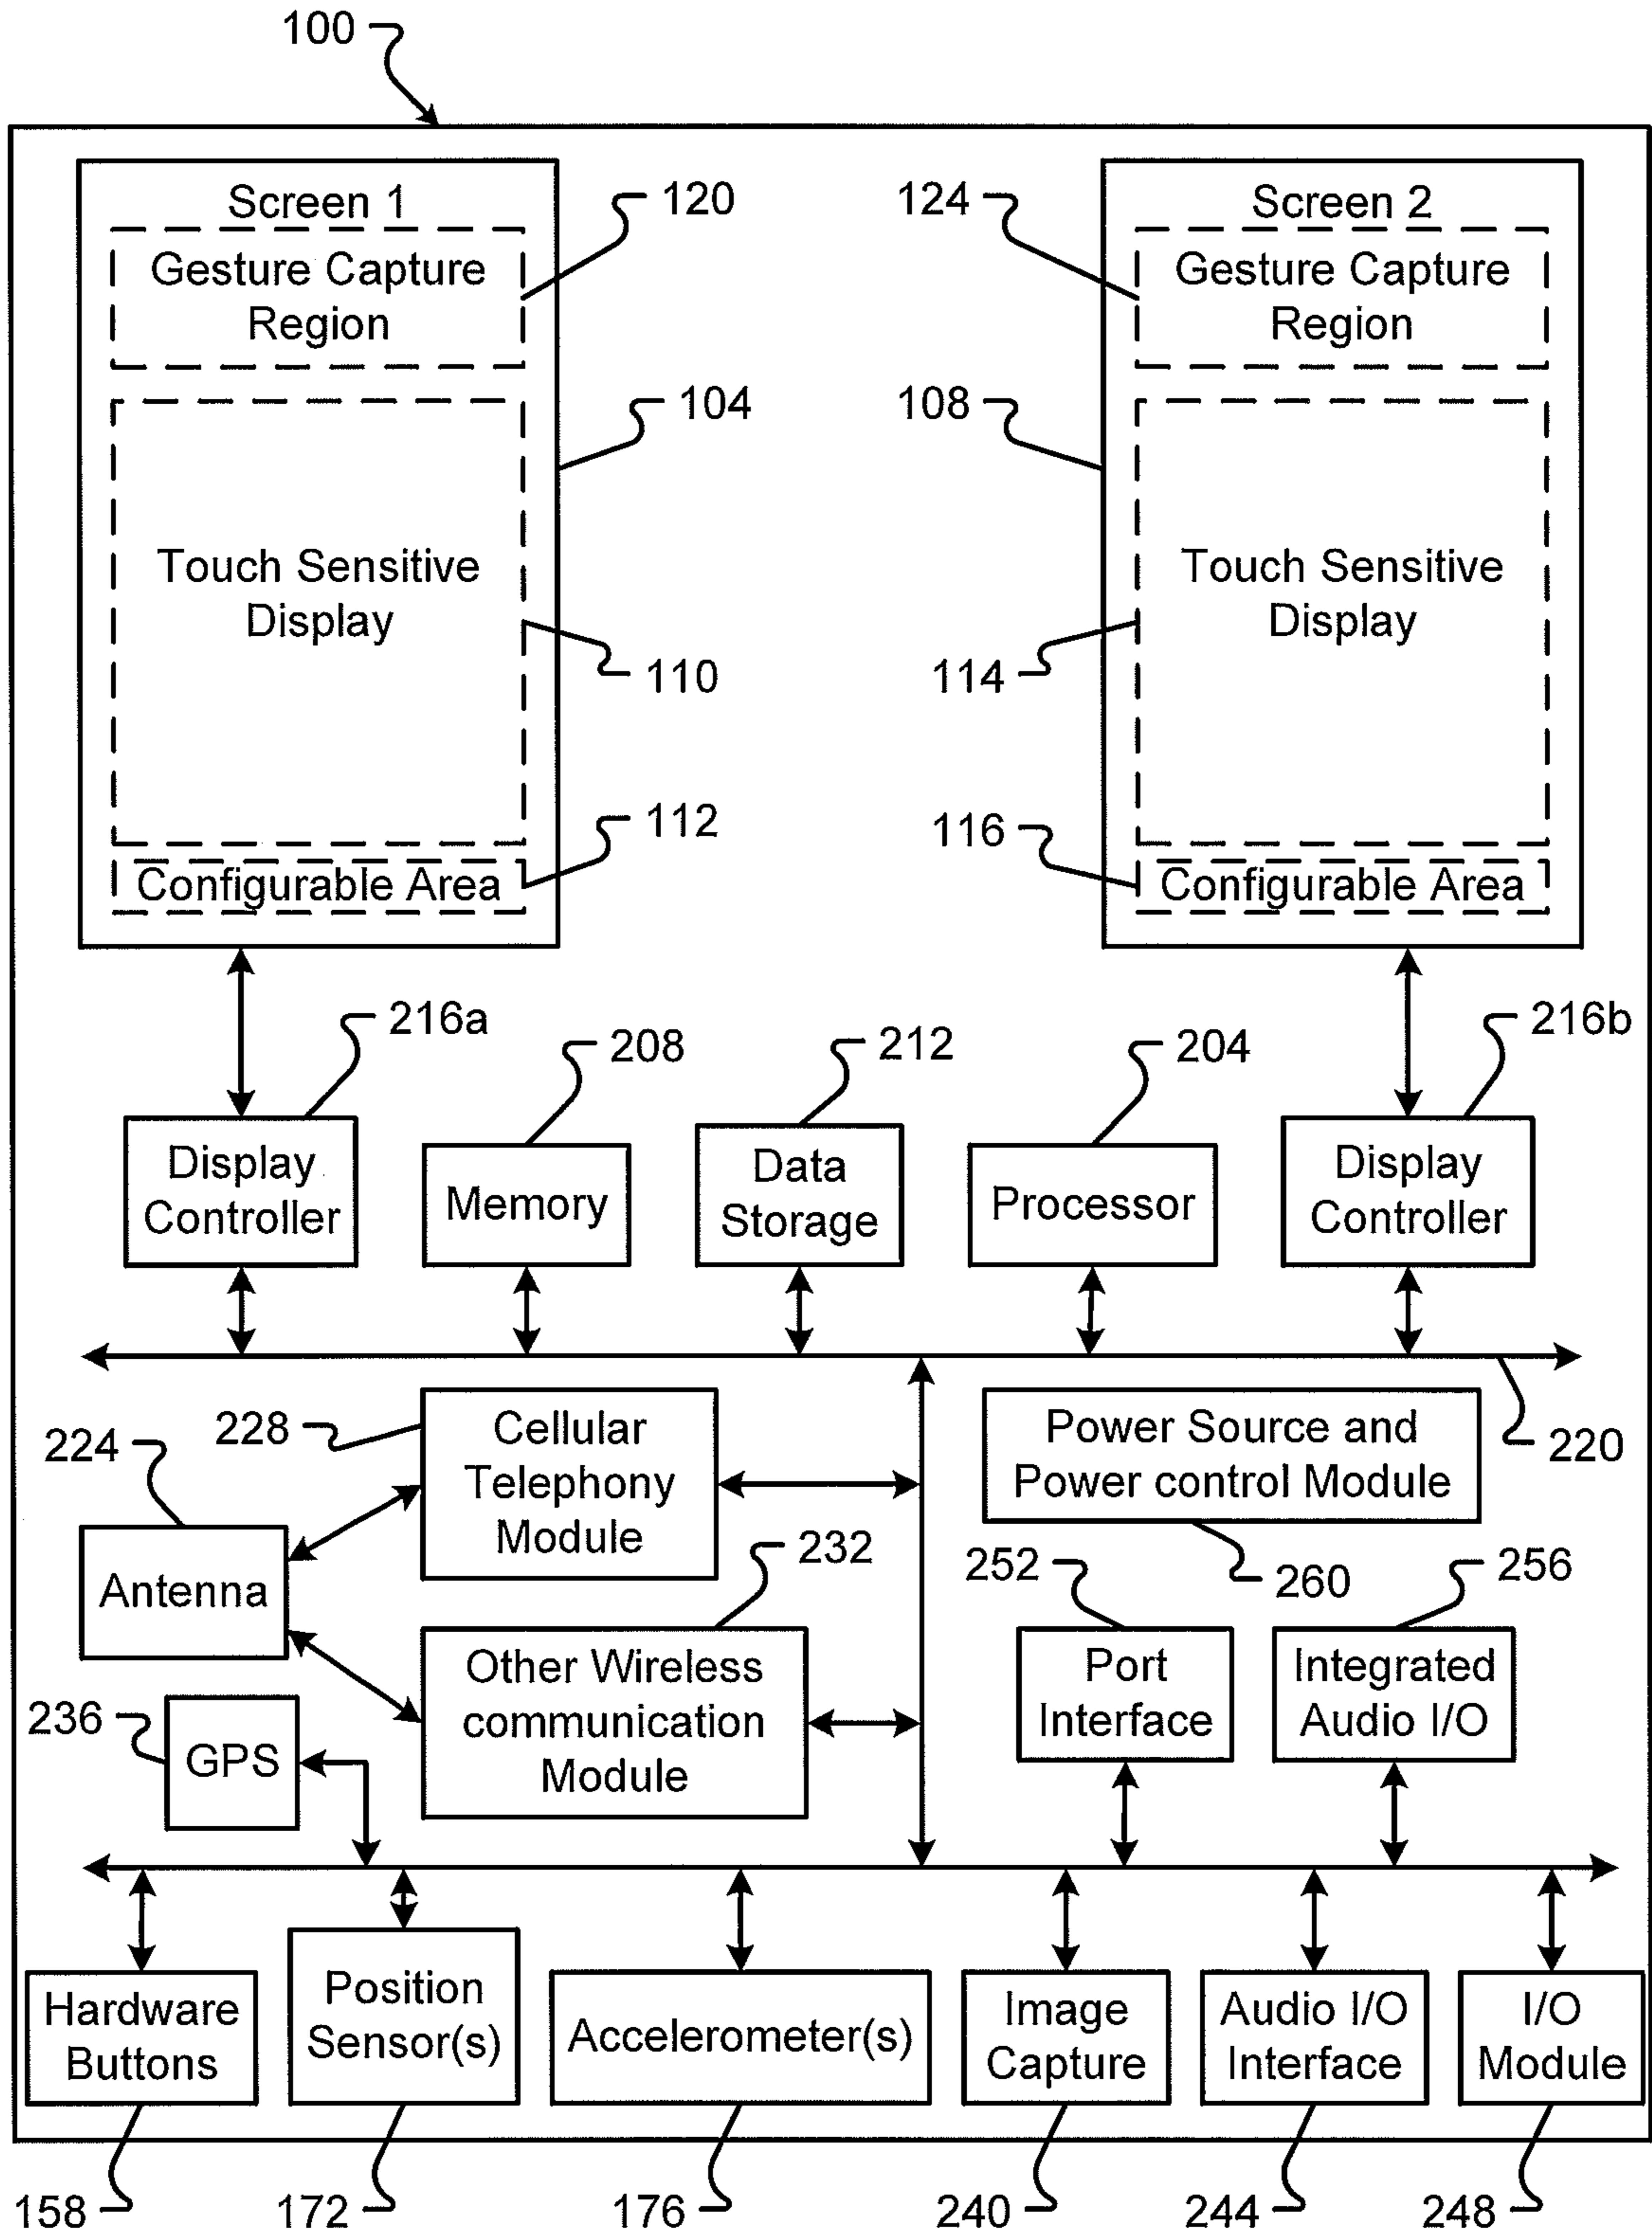 100
Screen 1
Gesture Capture
Region
120
Touch Sensitive
Display
104
110
112
Configurable Area
Screen 2
124
Gesture Capture
Region
108
Touch Sensitive
Display
114
116
Configurable Area
216a
208
212
204
216b
Display
Controller
Memory
Data
Storage
Processor
Display
Controller
220
228
Cellular
Telephony
Module
Power Source and
Power control Module
260
224
Antenna
232
Other Wireless
communication
Module
252
Port
Interface
256
Integrated
Audio I/O
236
GPS
Hardware
Buttons
Position
Sensor(s)
Accelerometer(s)
Image
Capture
Audio I/O
Interface
I/O
Module
158
172
176
240
244
248